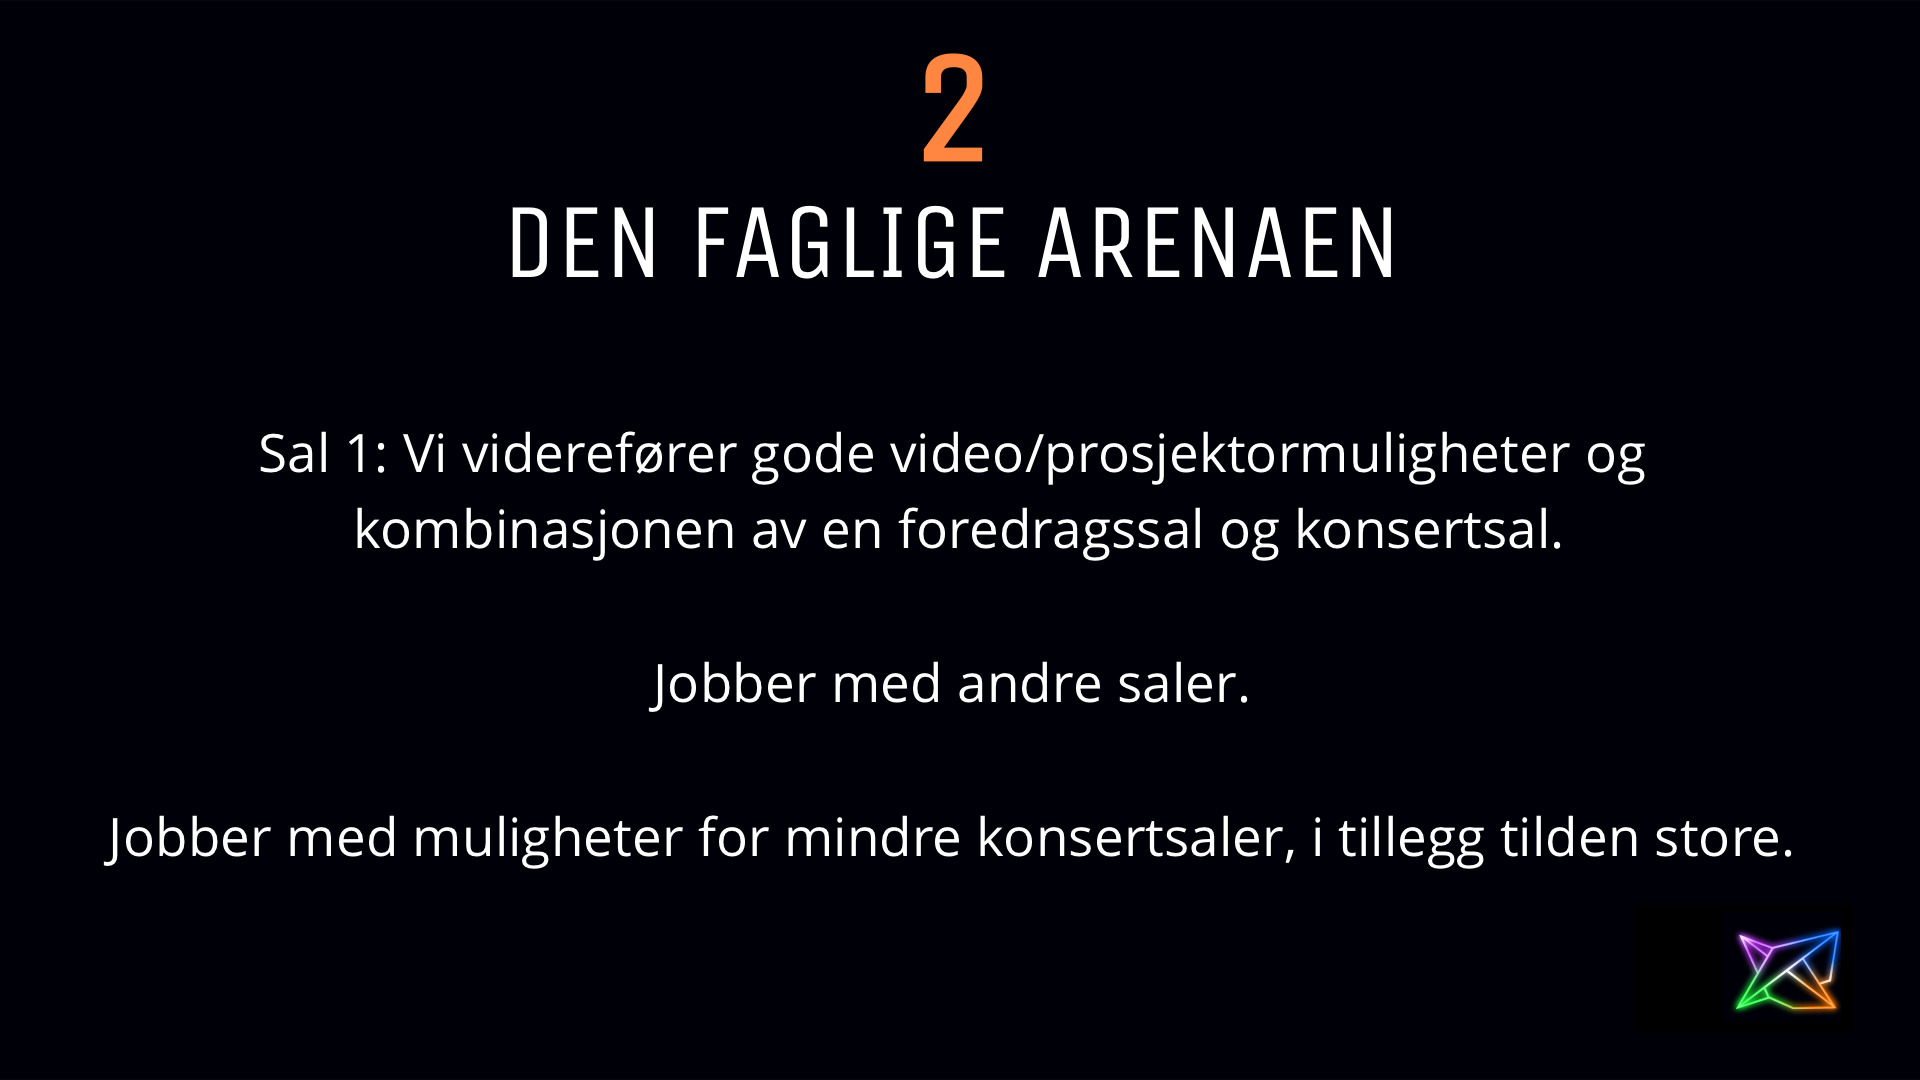 2
DEN FAGLIGE ARENAEN
Sal 1: Vi viderefører gode video/prosjektormuligheter og
kombinasjonen av en foredragssal og konsertsal.
Jobber med andre saler.
Jobber med muligheter for mindre konsertsaler, i tillegg tilden store.